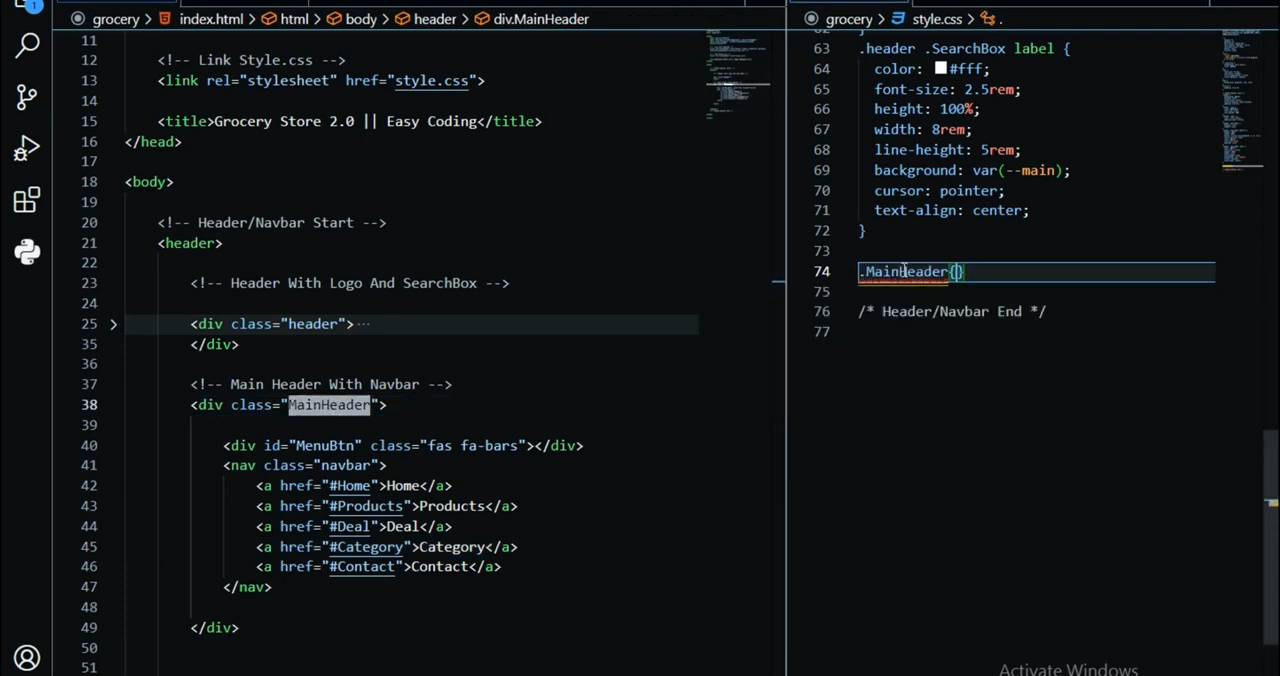 1
grocery > index.html > html > body > header > div.MainHeader
11
12 <!-- Link Style.css -->
13 <link rel="stylesheet" href="style.css">
14
15 <title>Grocery Store 2.0 || Easy Coding</title>
16 </head>
17
18 <body>
19
20 <!-- Header/Navbar Start -->
21 <header>
22
23 <!-- Header With Logo And SearchBox -->
24
25 <div class="header"> ···
35 </div>
36
37 <!-- Main Header With Navbar -->
38 <div class="MainHeader">
39
40 <div id="MenuBtn" class="fas fa-bars"></div>
41 <nav class="navbar">
42 <a href="#Home">Home</a>
43 <a href="#Products">Products</a>
44 <a href="#Deal">Deal</a>
45 <a href="#Category">Category</a>
46 <a href="#Contact">Contact</a>
47 </nav>
48
49 </div>
50
51
grocery > style.css > .
62 }
63 .header .SearchBox label {
64 color: #fff;
65 font-size: 2.5rem;
66 height: 100%;
67 width: 8rem;
68 line-height: 5rem;
69 background: var(--main);
70 cursor: pointer;
71 text-align: center;
72 }
73
74 .MainHeader{}
75
76 /* Header/Navbar End */
77
Activate Windows